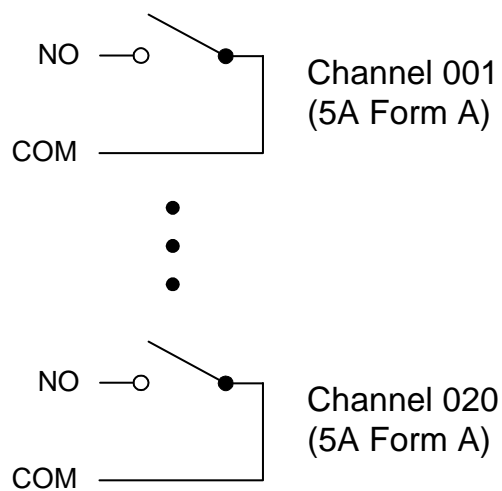 NO
Channel 001
(5A Form A)
COM
NO
Channel 020
(5A Form A)
COM